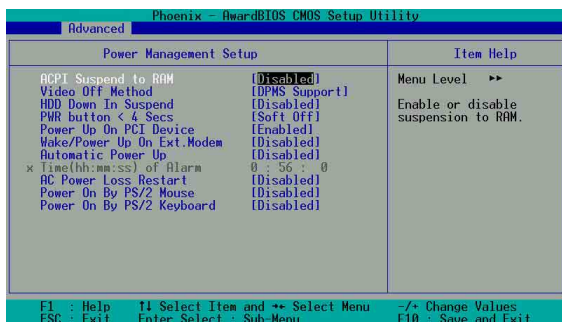 Phoenix - AwardBIOS CMOS Setup Utility
Advanced
Power Management Setup
Item Help
ACPI Suspend to RAM [Disabled]
Video Off Method [DPMS Support]
HDD Down In Suspend [Disabled]
PWR button < 4 Secs [Soft Off]
Power Up On PCI Device [Enabled]
Wake/Power Up On Ext.Modem [Disabled]
Automatic Power Up [Disabled]
x Time(hh:mm:ss) of Alarm 0 : 56 : 0
AC Power Loss Restart [Disabled]
Power On By PS/2 Mouse [Disabled]
Power On By PS/2 Keyboard [Disabled]
Menu Level ▸▸
Enable or disable
suspension to RAM.
F1 : Help ↑↓ Select Item and ↔ Select Menu -/+ Change Values
ESC : Exit Enter Select : Sub-Menu F10 : Save and Exit